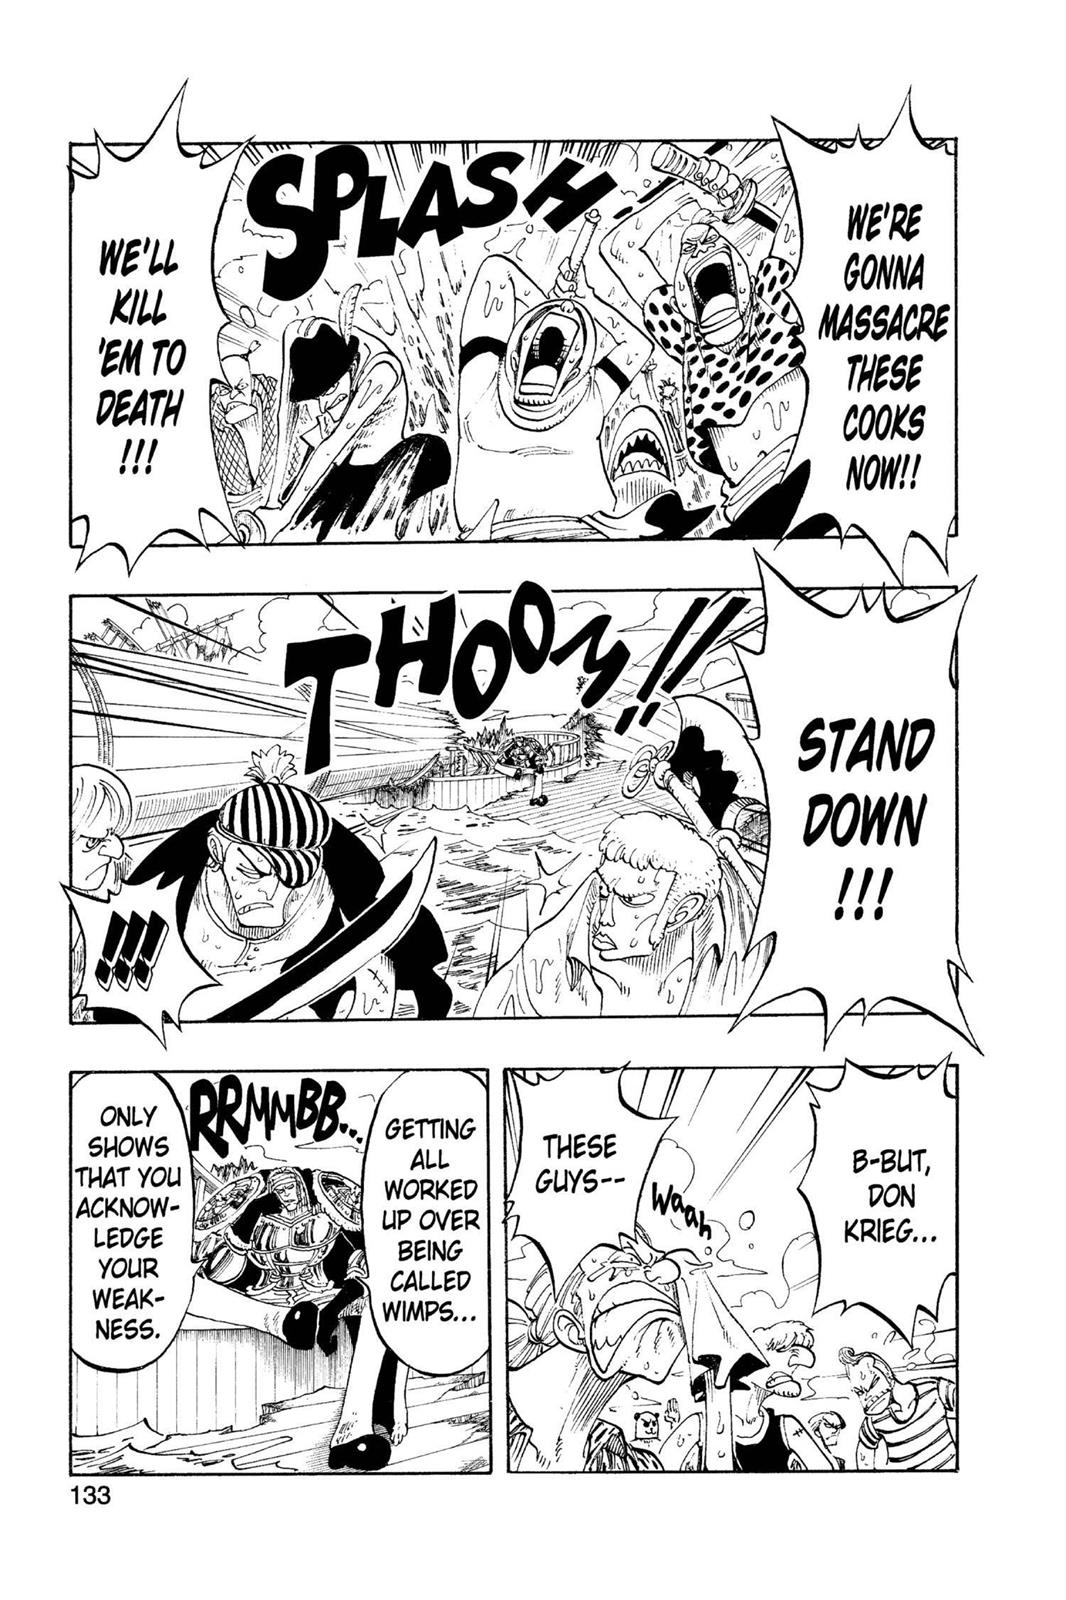 WE'RE
GONNA
MASSACRE
THESE
COOKS
NOW!!
SPLASH
WE'LL
KILL
'EM TO
DEATH
!!!
STAND
DOWN
!!!
THOOM!!
!!!
B-BUT,
DON
KRIEG...
THESE
GUYS--
Waah
GETTING
ALL
WORKED
UP OVER
BEING
CALLED
WIMPS...
RRMMBB...
ONLY
SHOWS
THAT YOU
ACKNOW-
LEDGE
YOUR
WEAK-
NESS.
133